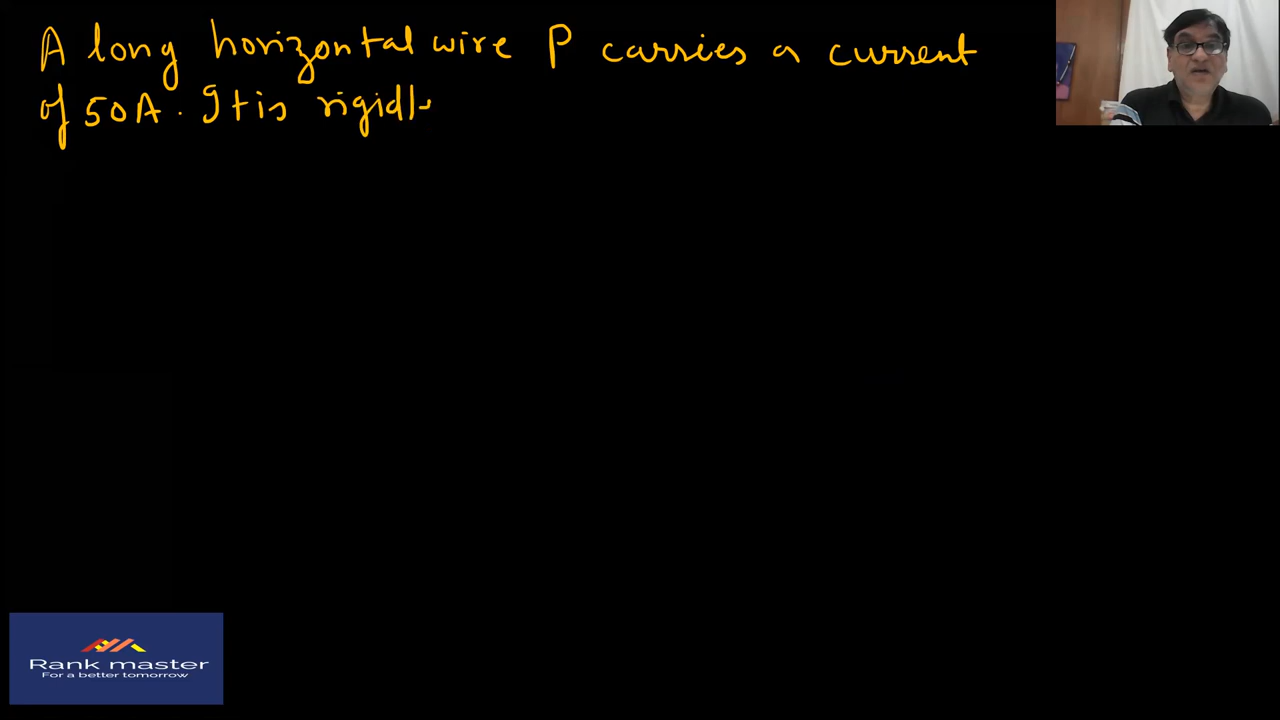 A long horizontal wire P carries a current
of 50A. It is rigidl
Rank master
For a better tomorrow